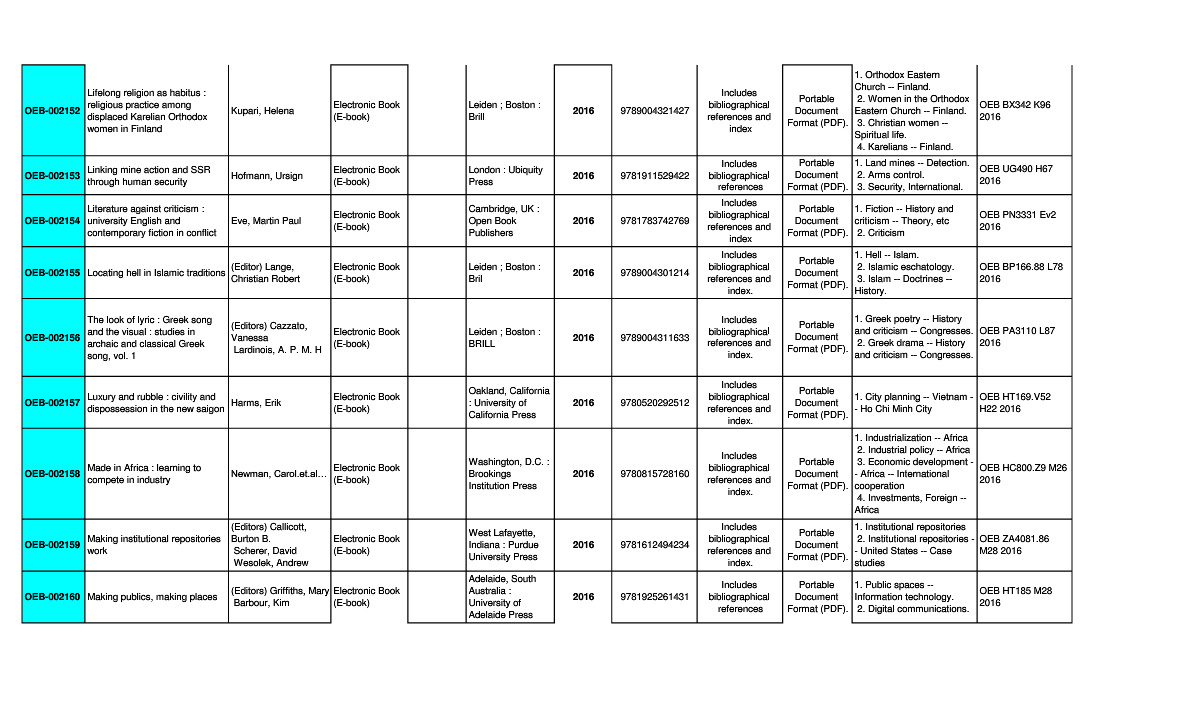 OEB-002152
Lifelong religion as habitus :
religious practice among
displaced Karelian Orthodox
women in Finland
Kupari, Helena
Electronic Book
(E-book)
Leiden ; Boston :
Brill
2016
9789004321427
Includes
bibliographical
references and
index
Portable
Document
Format (PDF).
1. Orthodox Eastern
Church -- Finland.
2. Women in the Orthodox
Eastern Church -- Finland.
3. Christian women --
Spiritual life.
4. Karelians -- Finland.
OEB BX342 K96
2016
OEB-002153
Linking mine action and SSR
through human security
Hofmann, Ursign
Electronic Book
(E-book)
London : Ubiquity
Press
2016
9781911529422
Includes
bibliographical
references
Portable
Document
Format (PDF).
1. Land mines -- Detection.
2. Arms control.
3. Security, International.
OEB UG490 H67
2016
OEB-002154
Literature against criticism :
university English and
contemporary fiction in conflict
Eve, Martin Paul
Electronic Book
(E-book)
Cambridge, UK :
Open Book
Publishers
2016
9781783742769
Includes
bibliographical
references and
index
Portable
Document
Format (PDF).
1. Fiction -- History and
criticism -- Theory, etc
2. Criticism
OEB PN3331 Ev2
2016
OEB-002155
Locating hell in Islamic traditions
(Editor) Lange,
Christian Robert
Electronic Book
(E-book)
Leiden ; Boston :
Bril
2016
9789004301214
Includes
bibliographical
references and
index.
Portable
Document
Format (PDF).
1. Hell -- Islam.
2. Islamic eschatology.
3. Islam -- Doctrines --
History.
OEB BP166.88 L78
2016
OEB-002156
The look of lyric : Greek song
and the visual : studies in
archaic and classical Greek
song, vol. 1
(Editors) Cazzato,
Vanessa
Lardinois, A. P. M. H
Electronic Book
(E-book)
Leiden ; Boston :
BRILL
2016
9789004311633
Includes
bibliographical
references and
index.
Portable
Document
Format (PDF).
1. Greek poetry -- History
and criticism -- Congresses.
2. Greek drama -- History
and criticism -- Congresses.
OEB PA3110 L87
2016
OEB-002157
Luxury and rubble : civility and
dispossession in the new saigon
Harms, Erik
Electronic Book
(E-book)
Oakland, California
: University of
California Press
2016
9780520292512
Includes
bibliographical
references and
index.
Portable
Document
Format (PDF).
1. City planning -- Vietnam -
- Ho Chi Minh City
OEB HT169.V52
H22 2016
OEB-002158
Made in Africa : learning to
compete in industry
Newman, Carol.et.al…
Electronic Book
(E-book)
Washington, D.C. :
Brookings
Institution Press
2016
9780815728160
Includes
bibliographical
references and
index.
Portable
Document
Format (PDF).
1. Industrialization -- Africa
2. Industrial policy -- Africa
3. Economic development -
- Africa -- International
cooperation
4. Investments, Foreign --
Africa
OEB HC800.Z9 M26
2016
OEB-002159
Making institutional repositories
work
(Editors) Callicott,
Burton B.
Scherer, David
Wesolek, Andrew
Electronic Book
(E-book)
West Lafayette,
Indiana : Purdue
University Press
2016
9781612494234
Includes
bibliographical
references and
index.
Portable
Document
Format (PDF).
1. Institutional repositories
2. Institutional repositories -
- United States -- Case
studies
OEB ZA4081.86
M28 2016
OEB-002160
Making publics, making places
(Editors) Griffiths, Mary
Barbour, Kim
Electronic Book
(E-book)
Adelaide, South
Australia :
University of
Adelaide Press
2016
9781925261431
Includes
bibliographical
references
Portable
Document
Format (PDF).
1. Public spaces --
Information technology.
2. Digital communications.
OEB HT185 M28
2016